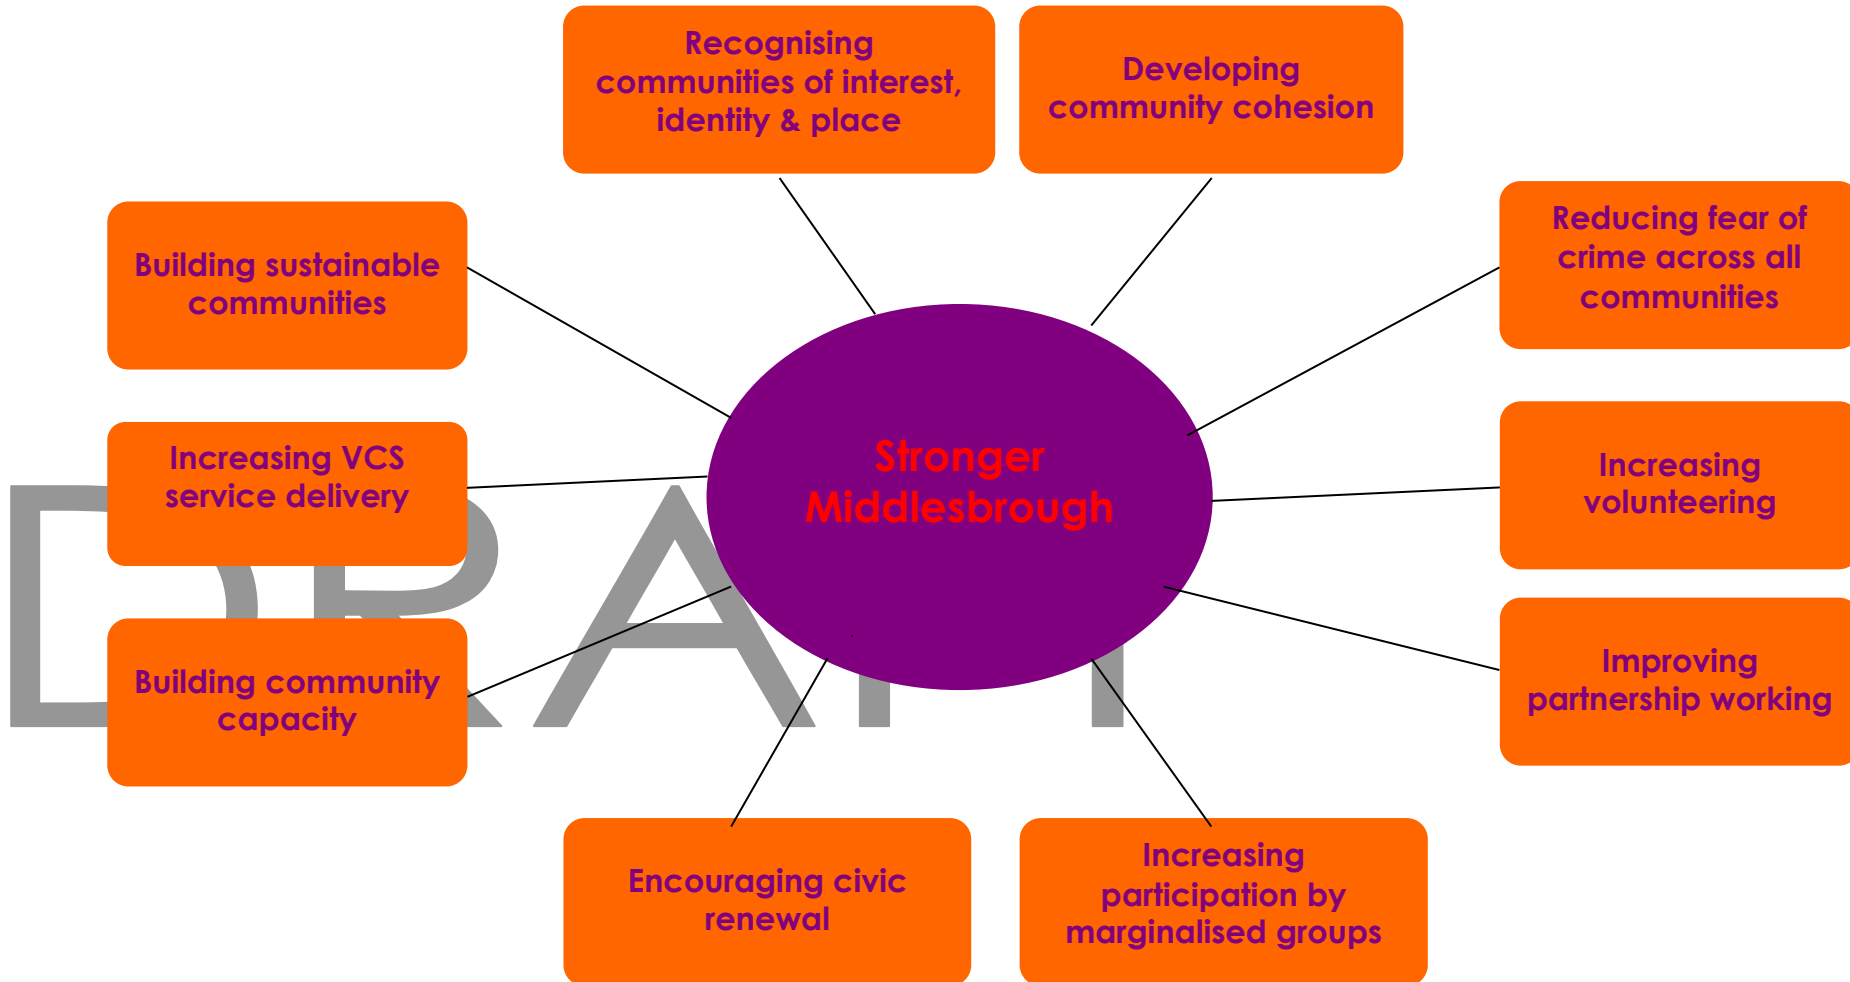 Recognising
communities of interest,
identity & place
Developing
community cohesion
Reducing fear of
crime across all
communities
Building sustainable
communities
Increasing VCS
service delivery
Stronger
Middlesbrough
Increasing
volunteering
Building community
capacity
Improving
partnership working
Encouraging civic
renewal
Increasing
participation by
marginalised groups
DRAFT